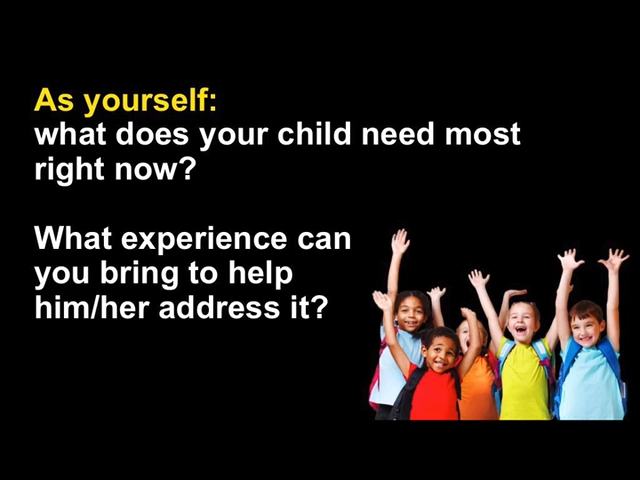 As yourself:
what does your child need most
right now?
What experience can
you bring to help
him/her address it?